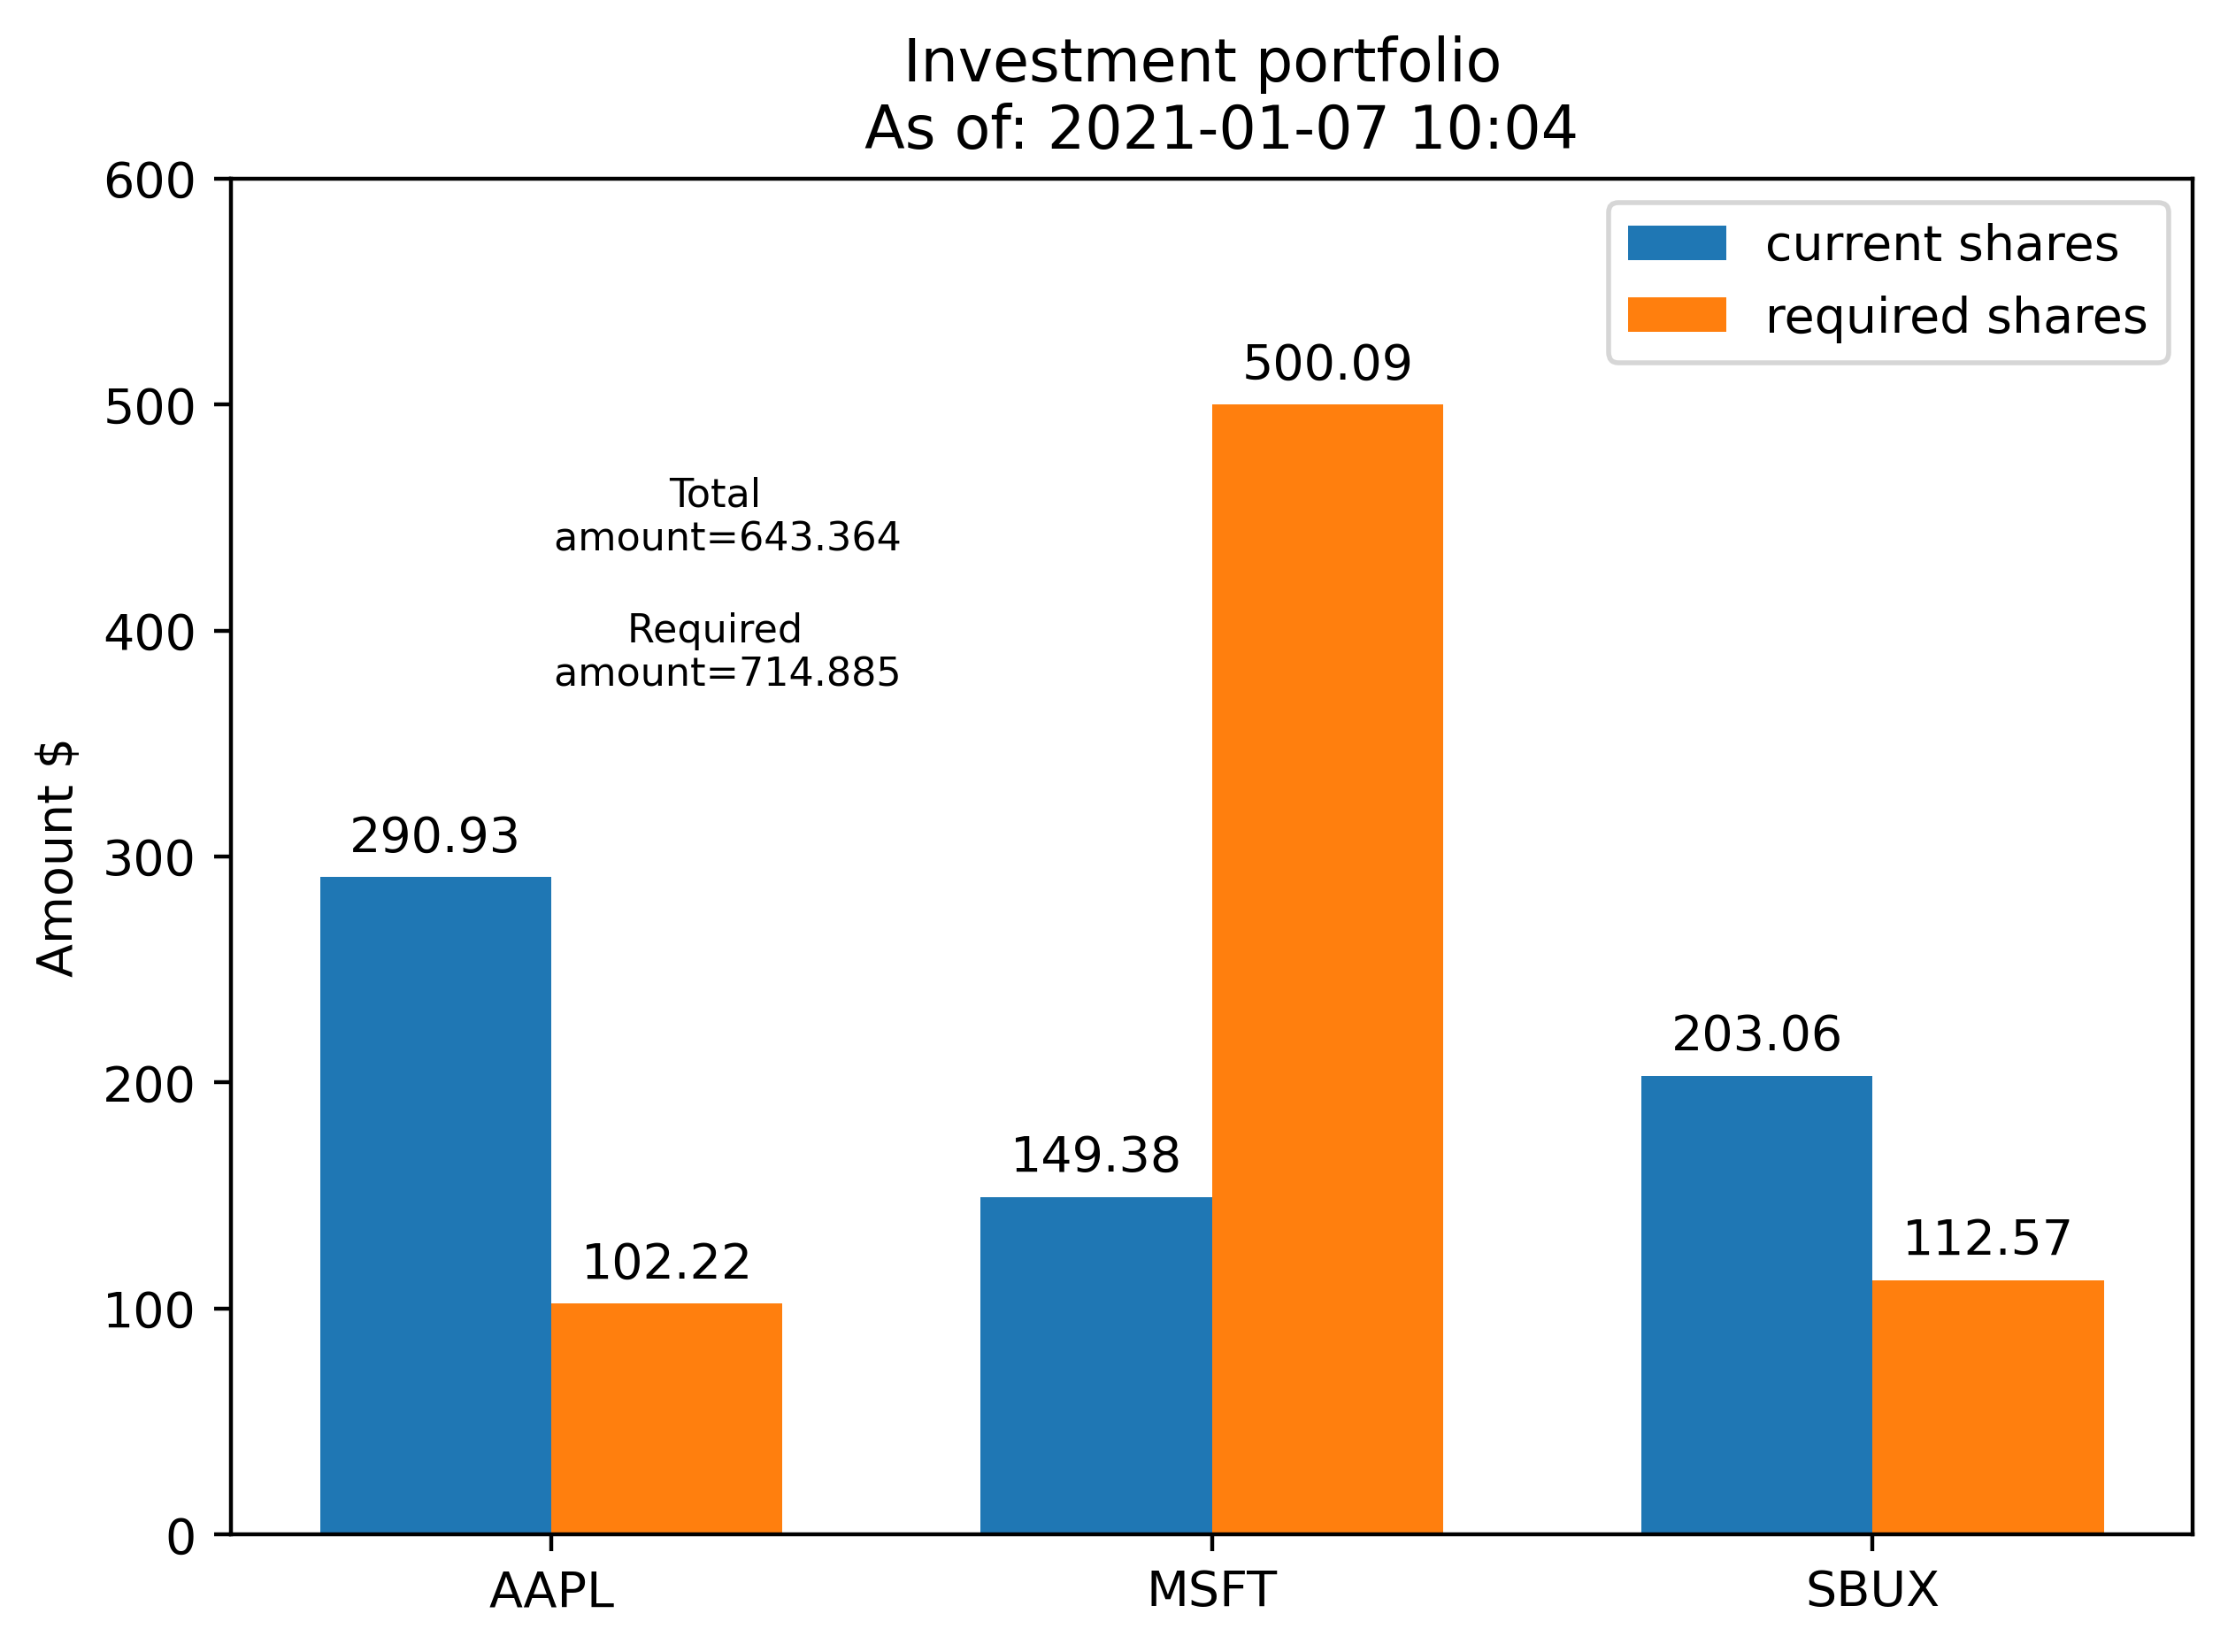 Investment portfolio
As of: 2021-01-07 10:04
600
500
400
300
200
100
0
Amount $
current shares
required shares
Total
amount=643.364
Required
amount=714.885
290.93
102.22
149.38
500.09
203.06
112.57
AAPL
MSFT
SBUX